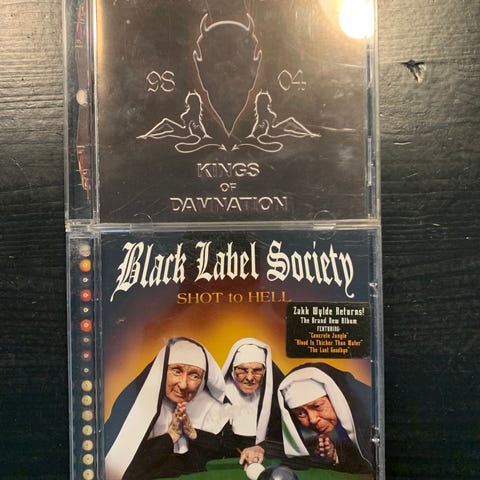 98 04
KINGS
OF
DAMNATION
Black Label Society
SHOT to HELL
Zakk Wylde Returns!
The Brand New Album
FEATURING:
"Concrete Jungle"
"Blood Is Thicker Than Water"
"The Last Goodbye"